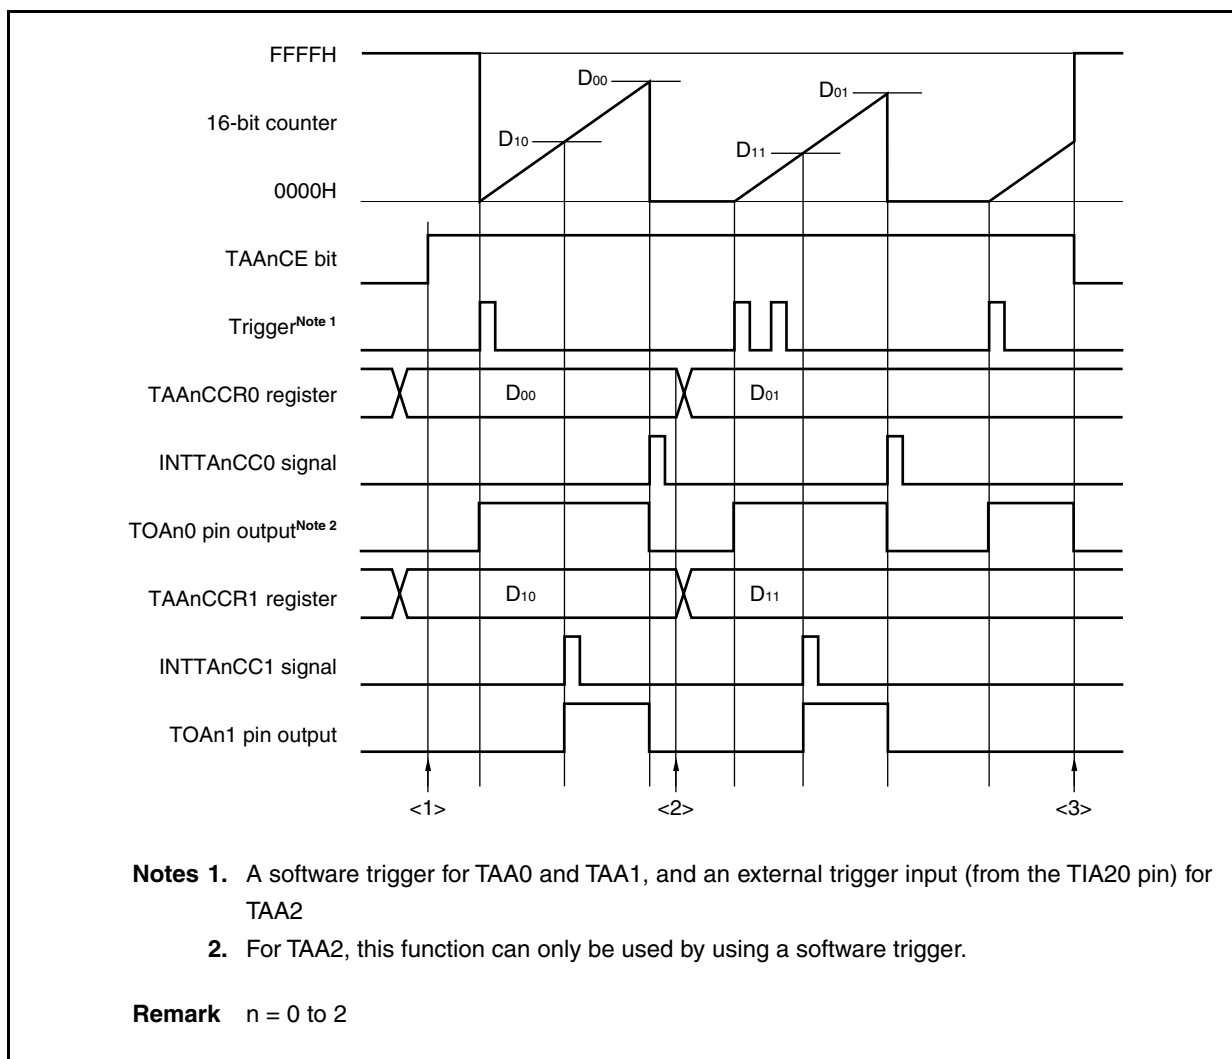 FFFFH
D00
D01
16-bit counter
D10
D11
0000H
TAAnCE bit
TriggerNote 1
TAAnCCR0 register
D00
D01
INTTAnCC0 signal
TOAn0 pin outputNote 2
TAAnCCR1 register
D10
D11
INTTAnCC1 signal
TOAn1 pin output
<1>
<2>
<3>
Notes 1. A software trigger for TAA0 and TAA1, and an external trigger input (from the TIA20 pin) for
TAA2
2. For TAA2, this function can only be used by using a software trigger.
Remark n = 0 to 2